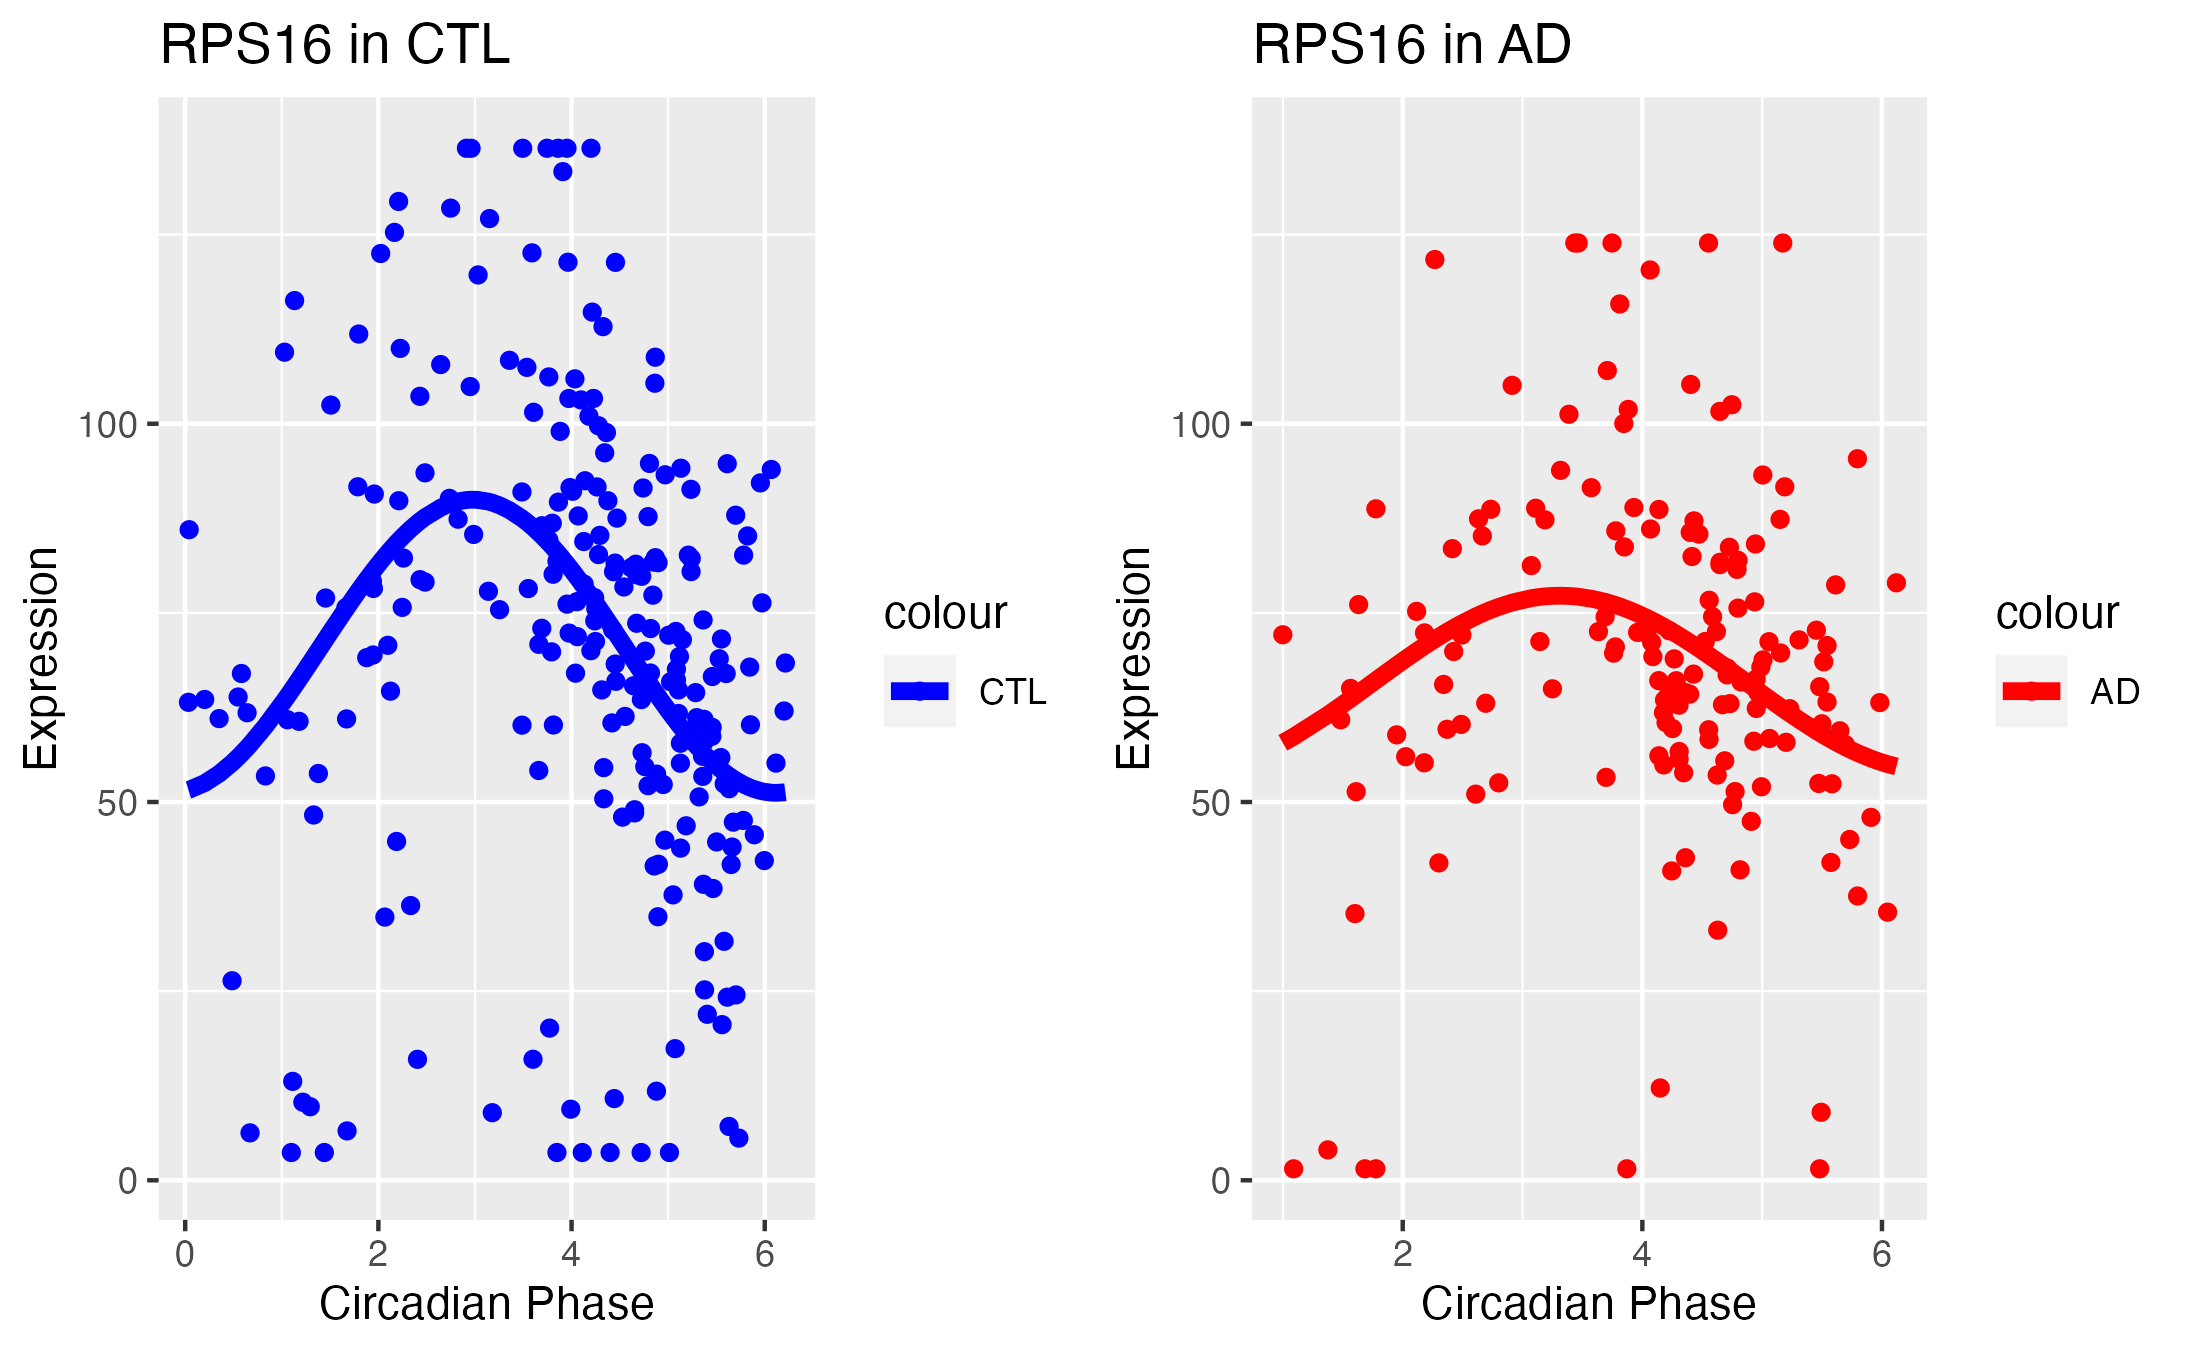 RPS16 in CTL
Expression
100
50
0
0 2 4 6
Circadian Phase
colour
CTL
RPS16 in AD
Expression
100
50
0
2 4 6
Circadian Phase
colour
AD